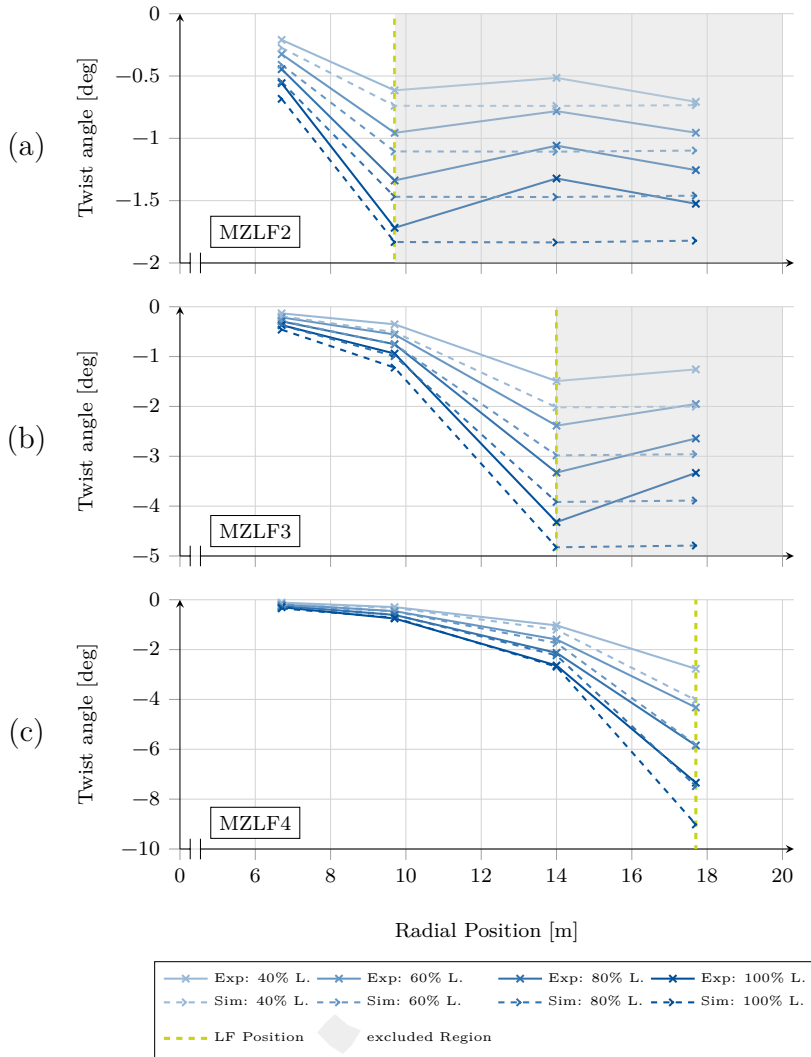 0
−0.5
−1
−1.5
−2
Twist angle [deg]
(a)
MZLF2
0
−1
−2
−3
−4
−5
Twist angle [deg]
(b)
MZLF3
0
−2
−4
−6
−8
−10
Twist angle [deg]
(c)
MZLF4
0 6 8 10 12 14 16 18 20
Radial Position [m]
Exp: 40% L. Exp: 60% L. Exp: 80% L. Exp: 100% L.
Sim: 40% L. Sim: 60% L. Sim: 80% L. Sim: 100% L.
LF Position excluded Region